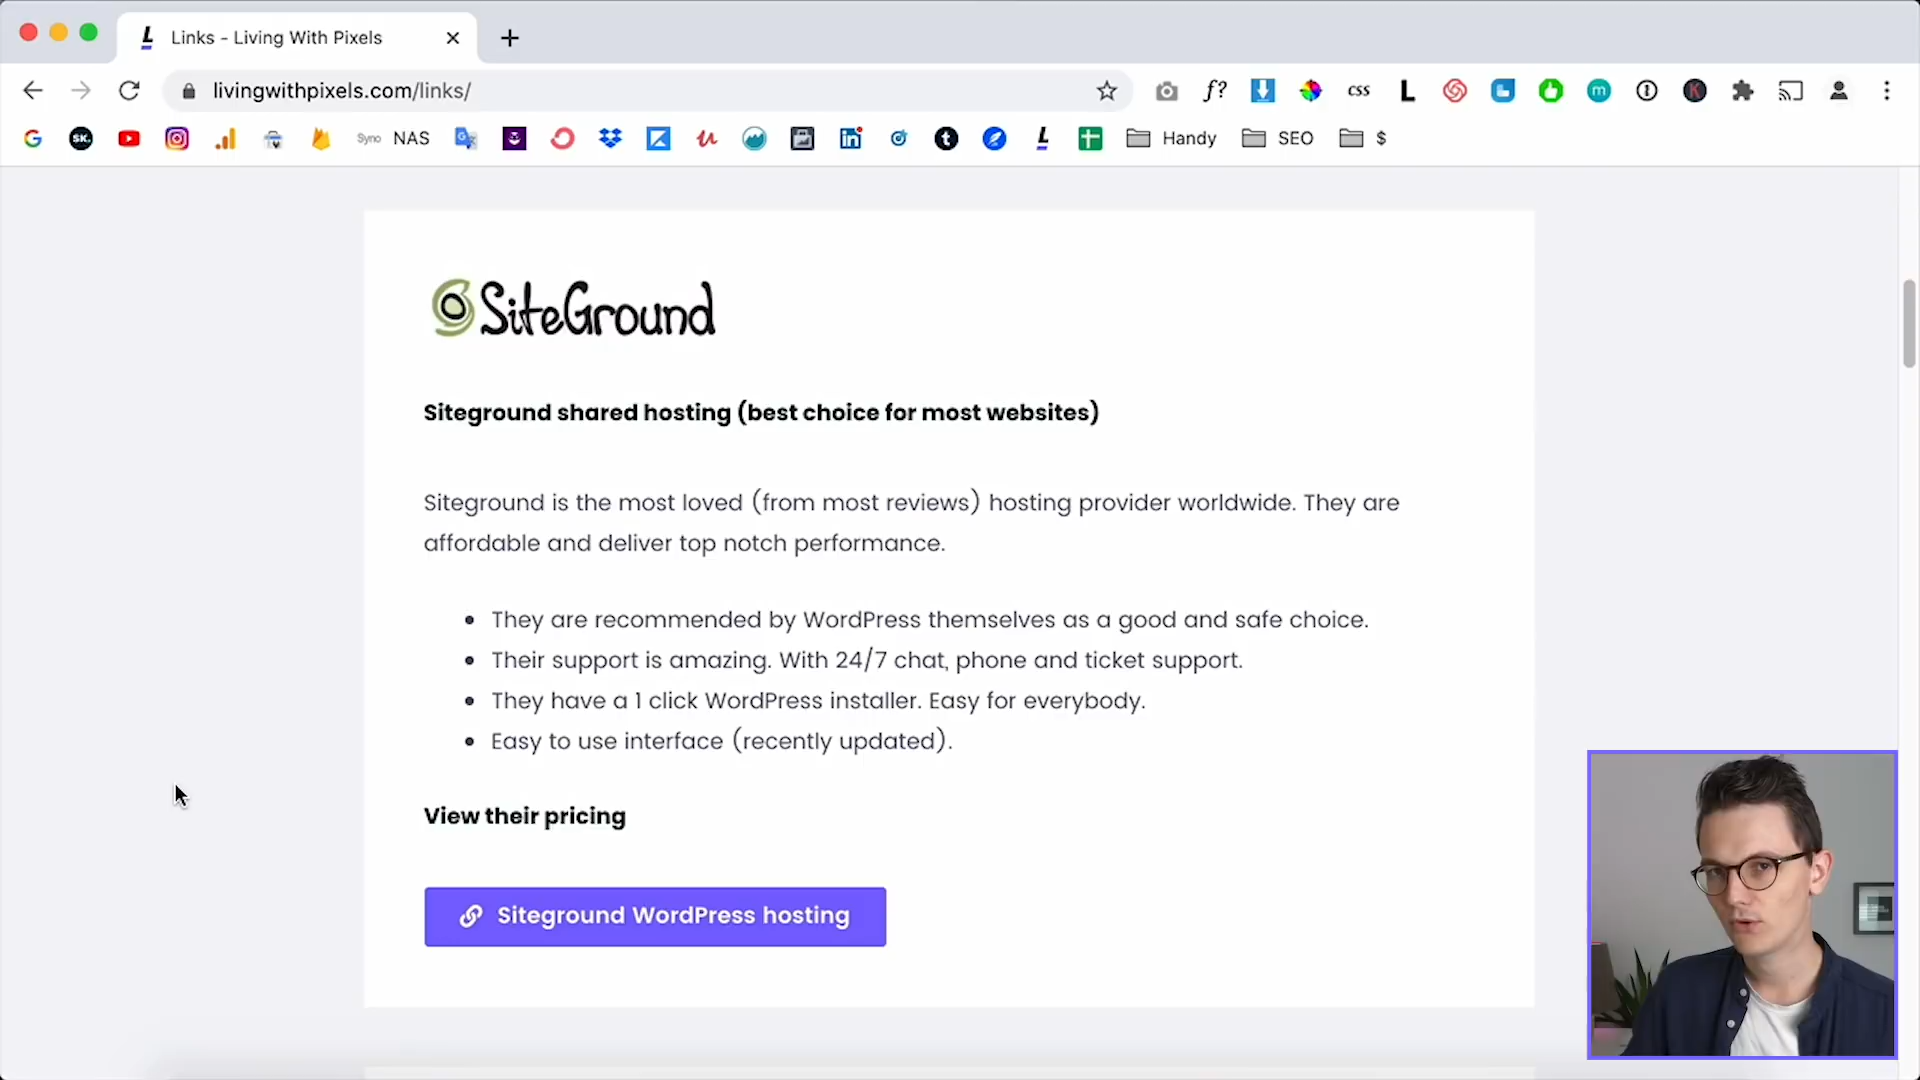 Links - Living With Pixels
livingwithpixels.com/links/
f?
CSS
L
m
K
G
SK.
Syno NAS
Handy
SEO
$
SiteGround
Siteground shared hosting (best choice for most websites)
Siteground is the most loved (from most reviews) hosting provider worldwide. They are
affordable and deliver top notch performance.
They are recommended by WordPress themselves as a good and safe choice.
Their support is amazing. With 24/7 chat, phone and ticket support.
They have a 1 click WordPress installer. Easy for everybody.
Easy to use interface (recently updated).
View their pricing
Siteground WordPress hosting